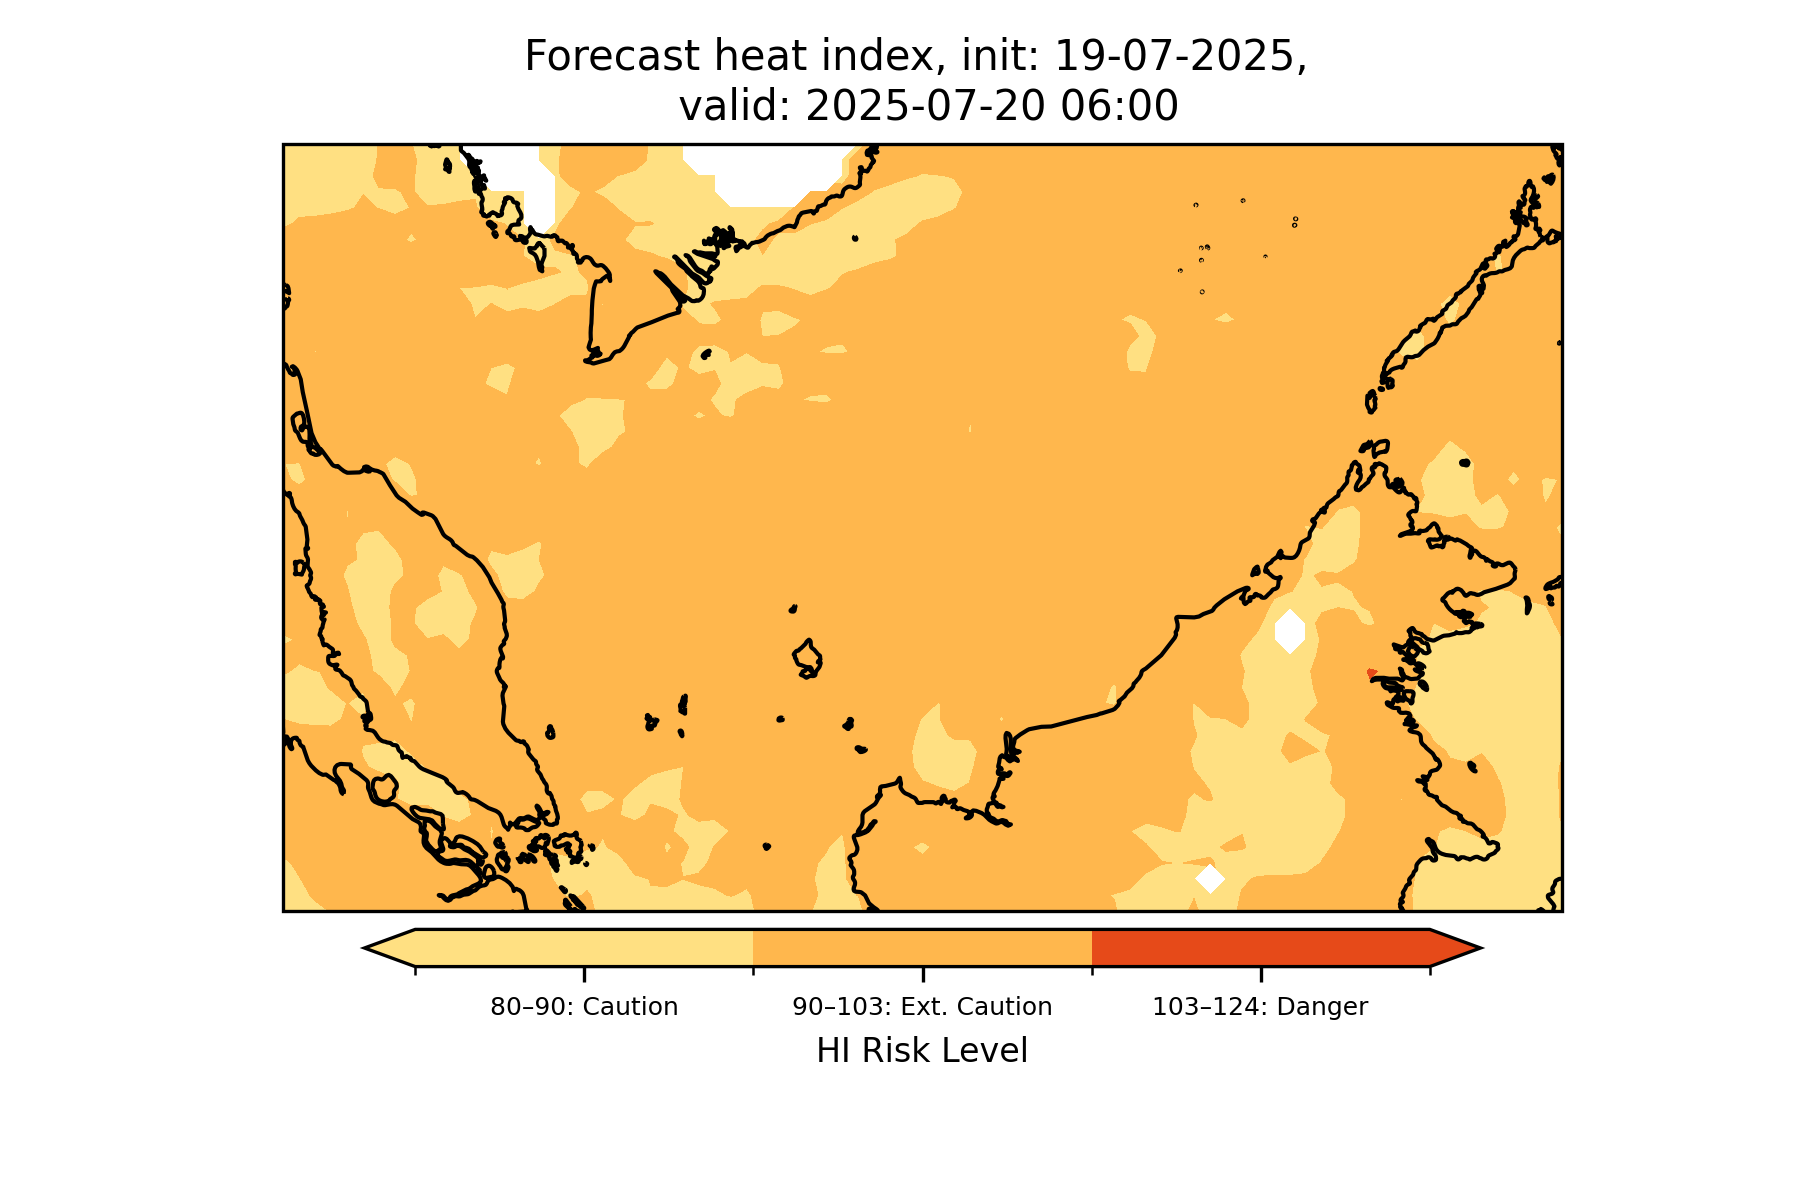 Forecast heat index, init: 19-07-2025,
valid: 2025-07-20 06:00
80–90: Caution
90–103: Ext. Caution
103–124: Danger
HI Risk Level